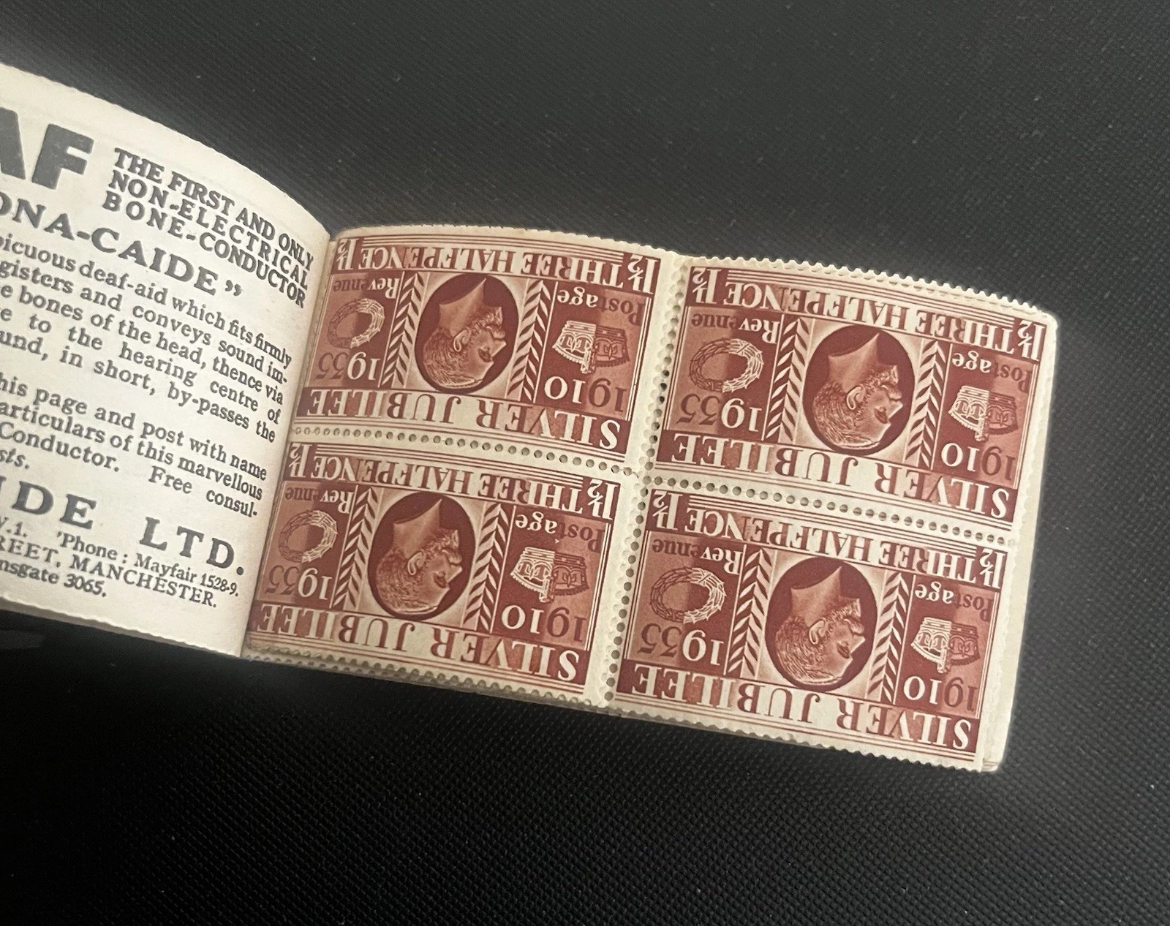 AF
THE FIRST AND ONLY
NON-ELECTRICAL
BONE-CONDUCTOR
ONA-CAIDE”
picuous deaf-aid which fits firmly
gisters and conveys sound im-
e bones of the head, thence via
e to the hearing centre of
und, in short, by-passes the
his page and post with name
articulars of this marvellous
Conductor. Free consul-
sts.
IDE LTD.
W.1. 'Phone: Mayfair 1528-9.
REET, MANCHESTER.
nsgate 3065.
SILVER JUBILEE
1910 1935
Postage Revenue
1½ THREE HALFPENCE 1½
SILVER JUBILEE
1910 1935
Postage Revenue
1½ THREE HALFPENCE 1½
SILVER JUBILEE
1910 1935
Postage Revenue
1½ THREE HALFPENCE 1½
SILVER JUBILEE
1910 1935
Postage Revenue
1½ THREE HALFPENCE 1½